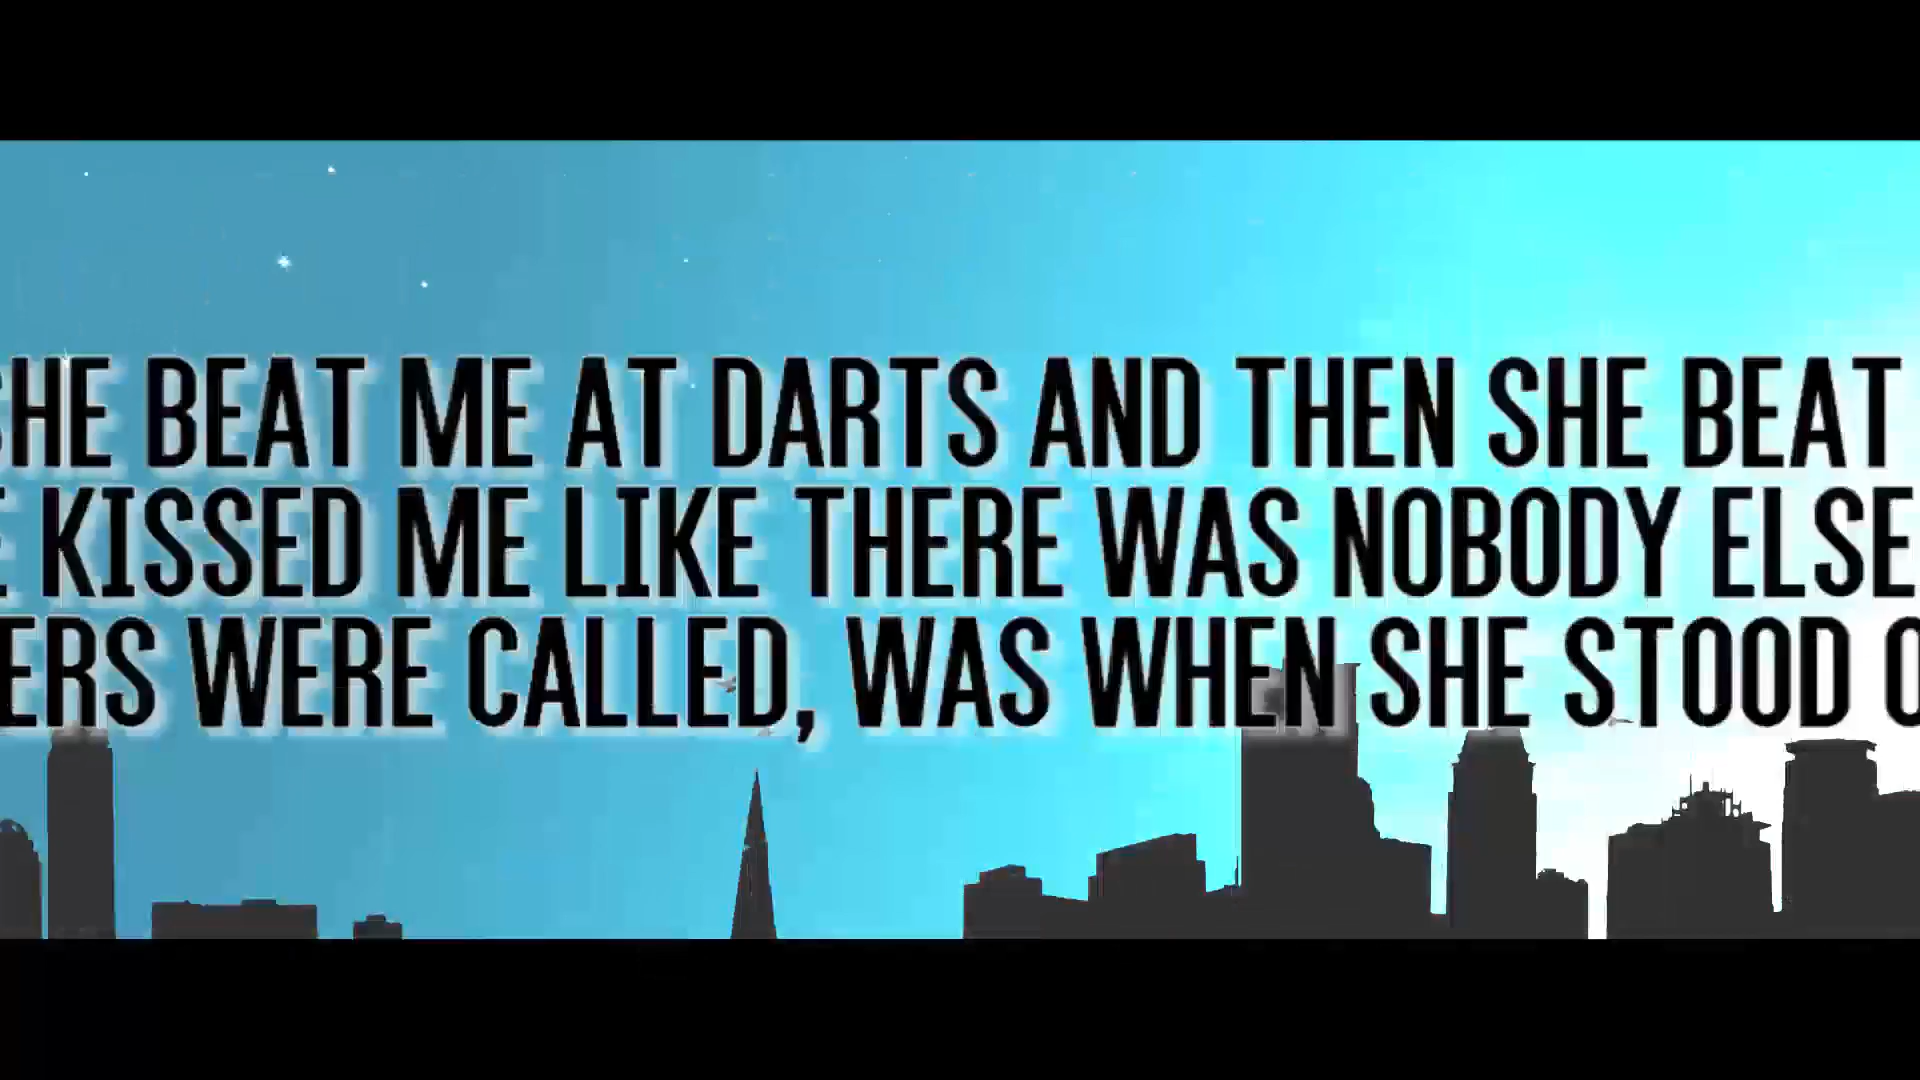 SHE BEAT ME AT DARTS AND THEN SHE BEAT
KISSED ME LIKE THERE WAS NOBODY ELSE
ERS WERE CALLED, WAS WHEN SHE STOOD O